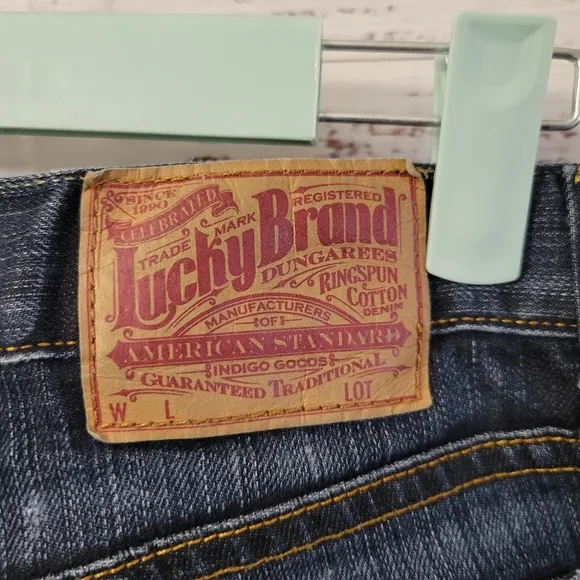 SINCE 1990
CELEBRATED
TRADE MARK REGISTERED
Lucky Brand
DUNGAREES
RINGSPUN
COTTON
DENIM
MANUFACTURERS
OF
AMERICAN STANDARD
INDIGO GOODS
GUARANTEED TRADITIONAL
W L LOT